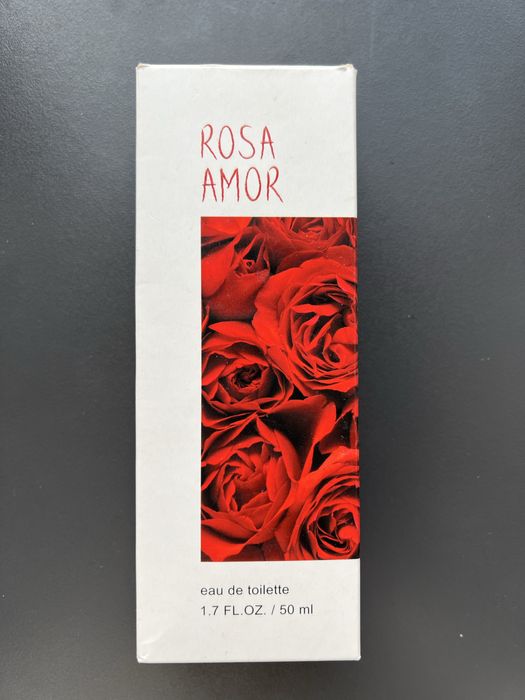 ROSA
AMOR
eau de toilette
1.7 FL.OZ. / 50 ml